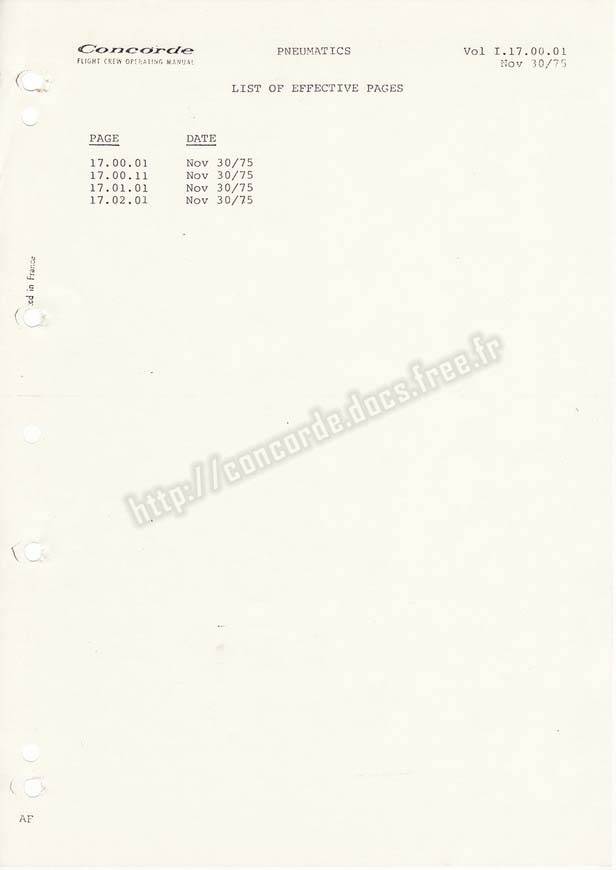 Concorde PNEUMATICS Vol I.17.00.01
FLIGHT CREW OPERATING MANUAL Nov 30/75
LIST OF EFFECTIVE PAGES
PAGE DATE
17.00.01 Nov 30/75
17.00.11 Nov 30/75
17.01.01 Nov 30/75
17.02.01 Nov 30/75
ed in France
http://concorde.docs.free.fr
AF